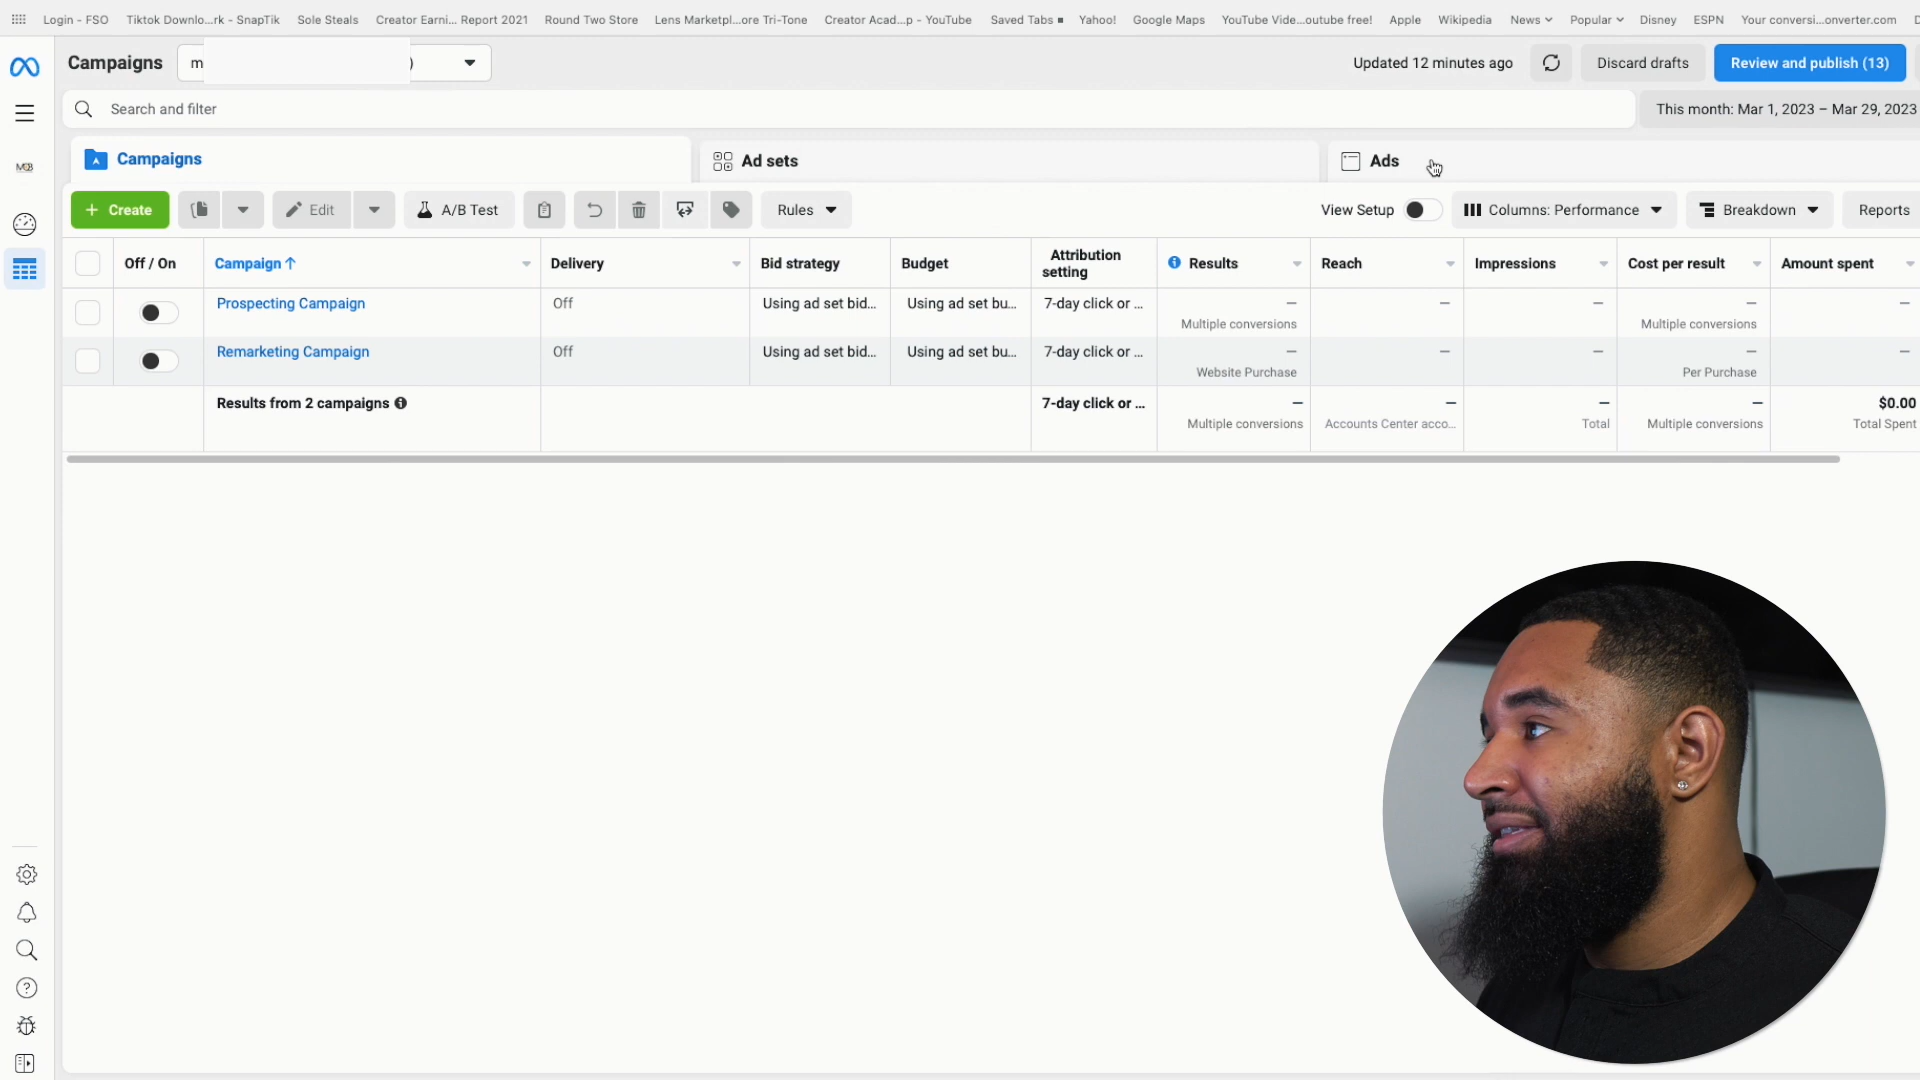 Login - FSO Tiktok Downlo...rk - SnapTik Sole Steals Creator Earni... Report 2021 Round Two Store Lens Marketpl...ore Tri-Tone Creator Acad...p - YouTube Saved Tabs Yahoo! Google Maps YouTube Vide...outube free! Apple Wikipedia News Popular Disney ESPN Your conversi...onverter.com
Campaigns m ) Updated 12 minutes ago Discard drafts Review and publish (13)
Search and filter This month: Mar 1, 2023 – Mar 29, 2023
Campaigns Ad sets Ads
+ Create Edit A/B Test Rules View Setup Columns: Performance Breakdown Reports
Off / On Campaign ↑ Delivery Bid strategy Budget Attribution setting Results Reach Impressions Cost per result Amount spent
Prospecting Campaign Off Using ad set bid... Using ad set bu... 7-day click or ... — — — — —
Multiple conversions Multiple conversions
Remarketing Campaign Off Using ad set bid... Using ad set bu... 7-day click or ... — — — — —
Website Purchase Per Purchase
Results from 2 campaigns 7-day click or ... — — — — $0.00
Multiple conversions Accounts Center acco... Total Multiple conversions Total Spent